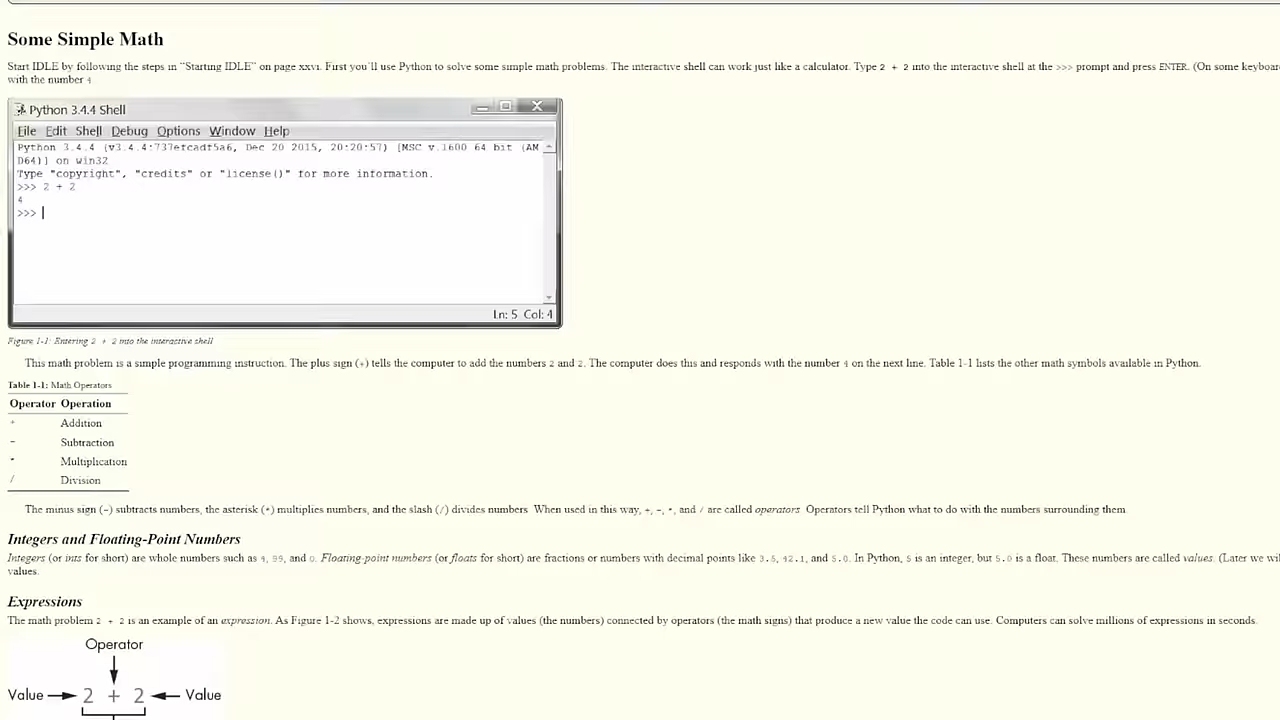 Some Simple Math
Start IDLE by following the steps in "Starting IDLE" on page xxvi. First you'll use Python to solve some simple math problems. The interactive shell can work just like a calculator. Type 2 + 2 into the interactive shell at the >>> prompt and press ENTER. (On some keyboar
with the number 4
Python 3.4.4 Shell
File Edit Shell Debug Options Window Help
Python 3.4.4 (v3.4.4:737efcadf5a6, Dec 20 2015, 20:20:57) [MSC v.1600 64 bit (AM
D64)] on win32
Type "copyright", "credits" or "license()" for more information.
>>> 2 + 2
4
>>>
Ln: 5 Col: 4
Figure 1-1: Entering 2 + 2 into the interactive shell
This math problem is a simple programming instruction. The plus sign (+) tells the computer to add the numbers 2 and 2. The computer does this and responds with the number 4 on the next line. Table 1-1 lists the other math symbols available in Python.
Table 1-1: Math Operators
Operator Operation
+ Addition
- Subtraction
* Multiplication
/ Division
The minus sign (-) subtracts numbers, the asterisk (*) multiplies numbers, and the slash (/) divides numbers. When used in this way, +, -, *, and / are called operators. Operators tell Python what to do with the numbers surrounding them.
Integers and Floating-Point Numbers
Integers (or ints for short) are whole numbers such as 4, 99, and 0. Floating-point numbers (or floats for short) are fractions or numbers with decimal points like 3.5, 42.1, and 5.0. In Python, 5 is an integer, but 5.0 is a float. These numbers are called values. (Later we wil
values.
Expressions
The math problem 2 + 2 is an example of an expression. As Figure 1-2 shows, expressions are made up of values (the numbers) connected by operators (the math signs) that produce a new value the code can use. Computers can solve millions of expressions in seconds.
Operator
Value 2 + 2 Value